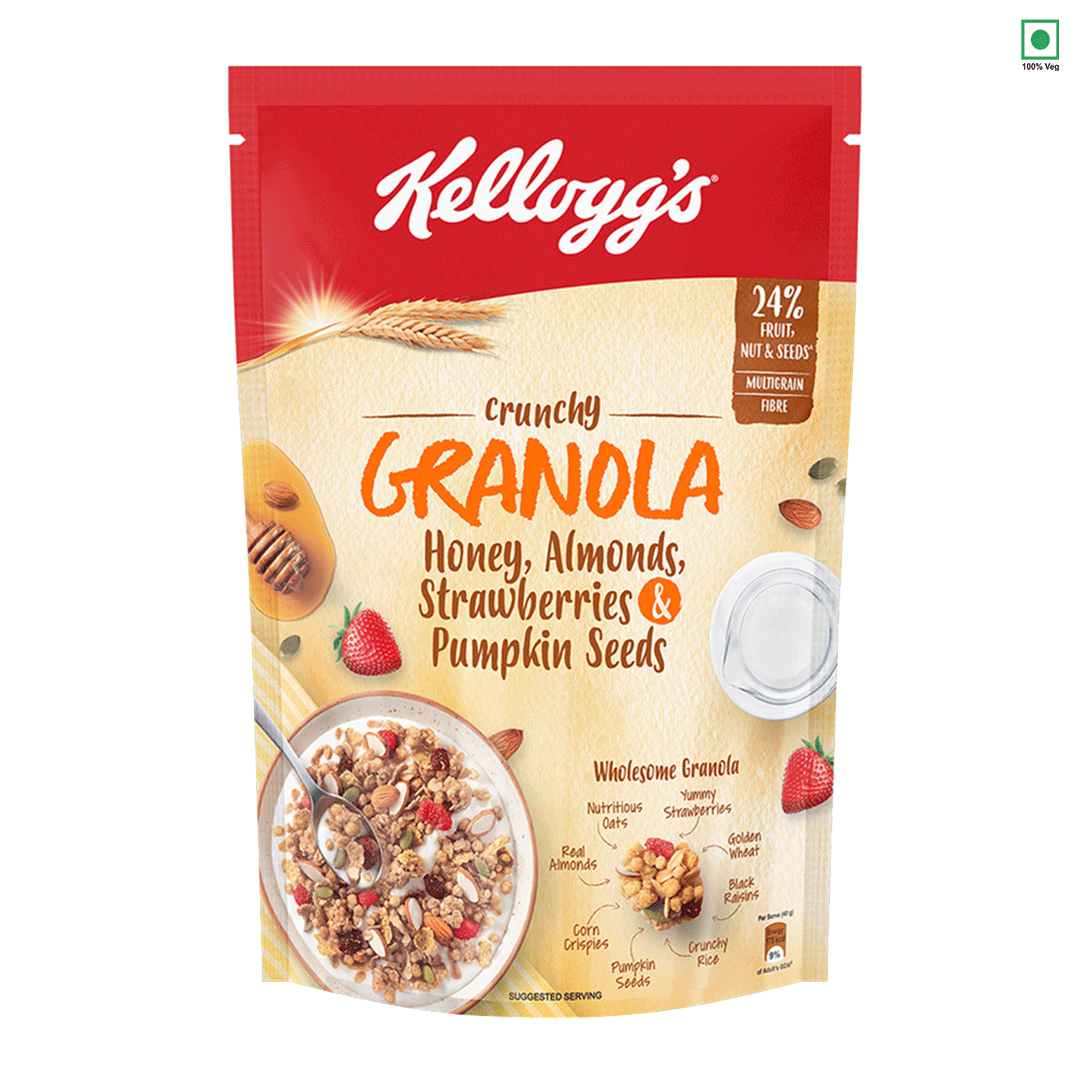 100% Veg
Kellogg's®
24%
FRUIT,
NUT & SEEDS^
MULTIGRAIN
FIBRE
Crunchy
GRANOLA
Honey, Almonds,
Strawberries &
Pumpkin Seeds
Wholesome Granola
Nutritious
Oats
Yummy
Strawberries
Golden
Wheat
Real
Almonds
Black
Raisins
Corn
Crispies
Crunchy
Rice
Pumpkin
Seeds
Per Serve (40 g)
Energy
kcal
9%
of Adult's GDA
SUGGESTED SERVING